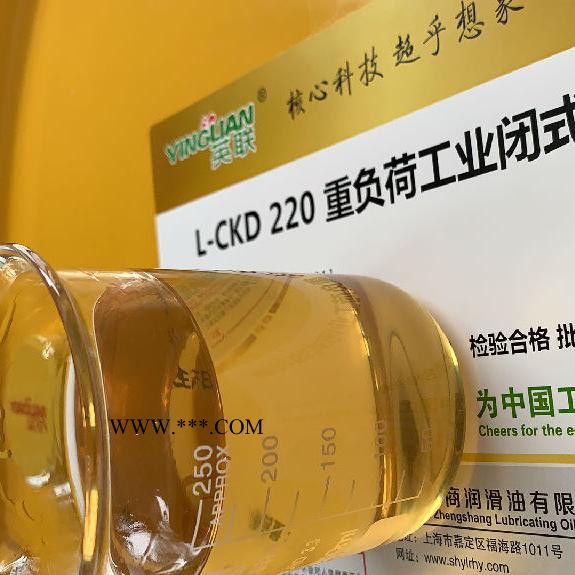 核心科技 超乎想象
YINGLIAN®
英联
L-CKD 220 重负荷工业闭式
检验合格 批
为中国工
Cheers for the e
商润滑油有限
Zhengshang Lubricating Oil
地址：上海市嘉定区福海路1011号
网址：www.shylrhy.com
WWW.***.COM
250
APPROX
200
150
100
50